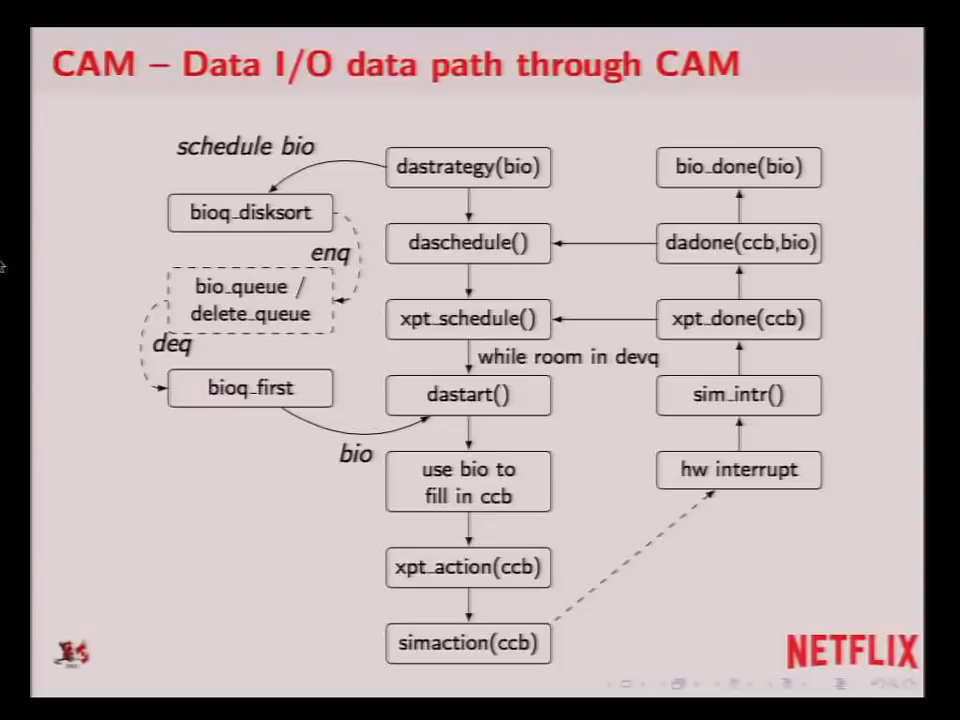 CAM – Data I/O data path through CAM
schedule bio
dastrategy(bio)
bio_done(bio)
bioq_disksort
daschedule()
dadone(ccb,bio)
enq
bio_queue /
delete_queue
xpt_schedule()
xpt_done(ccb)
deq
while room in devq
bioq_first
dastart()
sim_intr()
bio
use bio to
fill in ccb
hw interrupt
xpt_action(ccb)
simaction(ccb)
NETFLIX